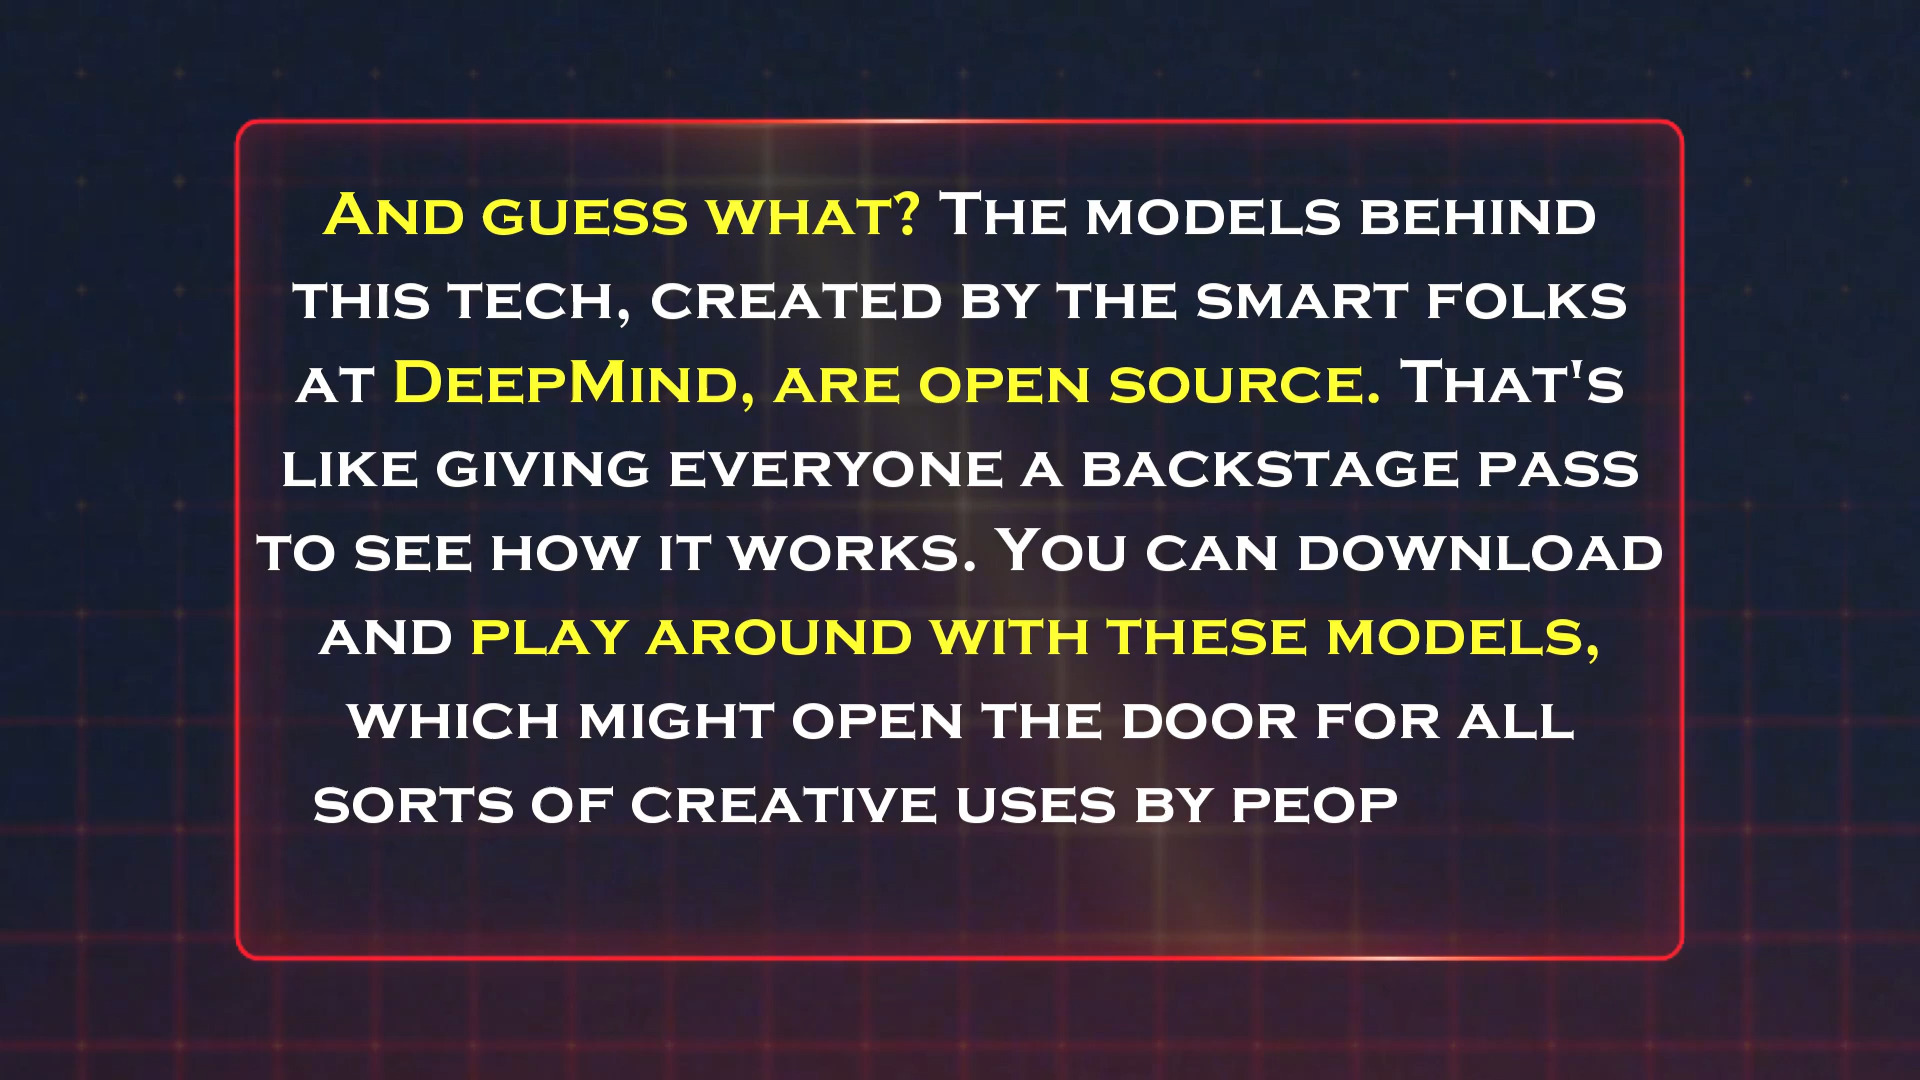 And guess what? The models behind
this tech, created by the smart folks
at DeepMind, are open source. That's
like giving everyone a backstage pass
to see how it works. You can download
and play around with these models,
which might open the door for all
sorts of creative uses by peop